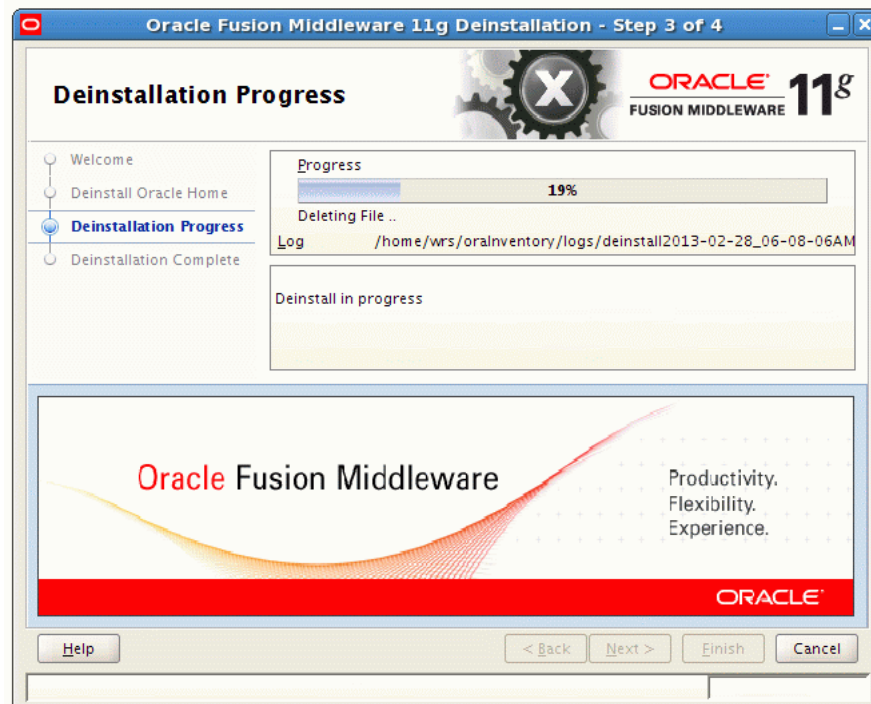 Oracle Fusion Middleware 11g Deinstallation - Step 3 of 4
Deinstallation Progress
X
ORACLE
FUSION MIDDLEWARE 11g
Welcome
Deinstall Oracle Home
Deinstallation Progress
Deinstallation Complete
Progress
19%
Deleting File ..
Log /home/wrs/oraInventory/logs/deinstall2013-02-28_06-08-06AM
Deinstall in progress
Oracle Fusion Middleware
Productivity.
Flexibility.
Experience.
ORACLE
Help < Back Next > Finish Cancel